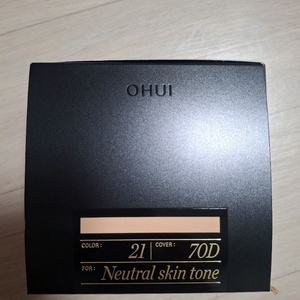 OHUI
COLOR: 21 COVER: 70D
FOR: Neutral skin tone